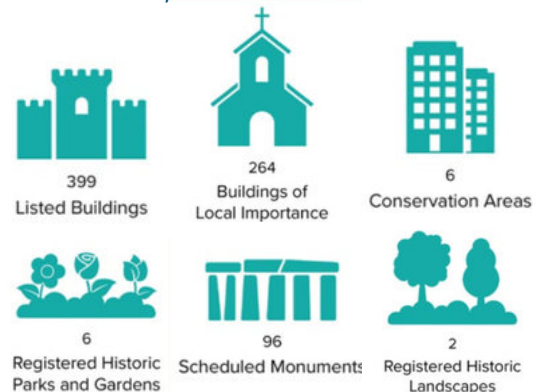 399
Listed Buildings
264
Buildings of
Local Importance
6
Conservation Areas
6
Registered Historic
Parks and Gardens
96
Scheduled Monuments
2
Registered Historic
Landscapes